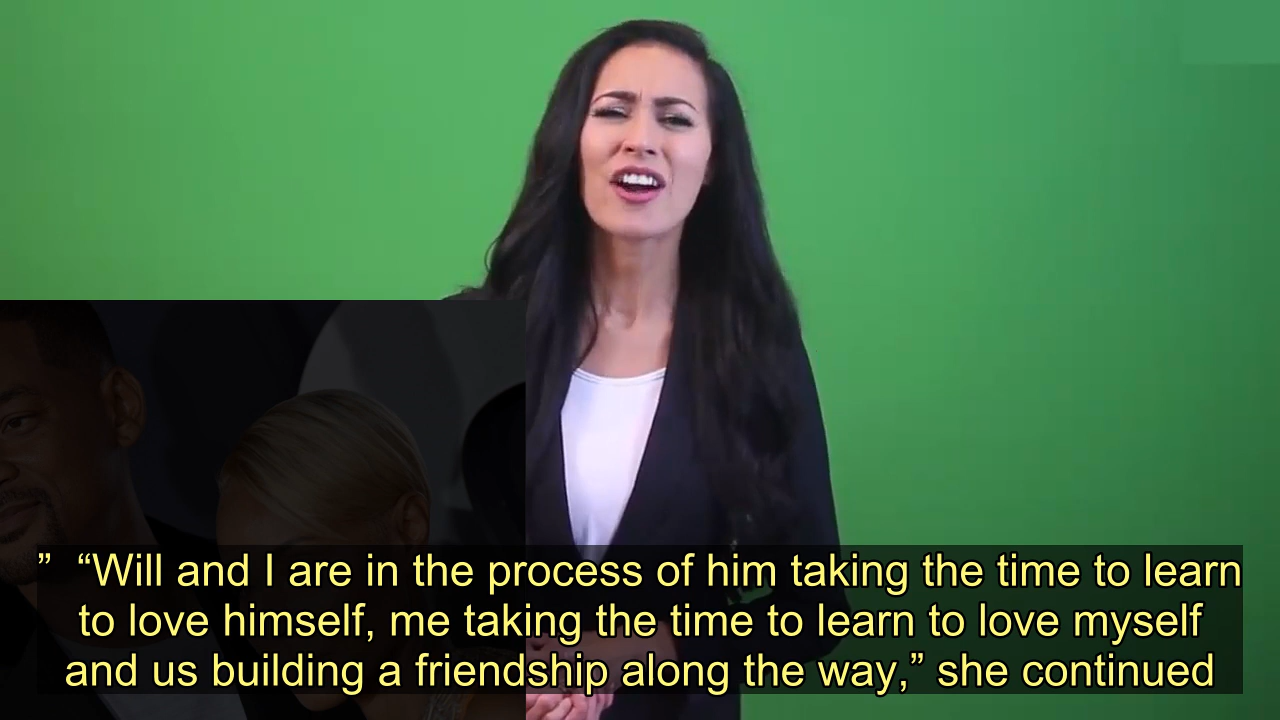 ”  “Will and I are in the process of him taking the time to learn
to love himself, me taking the time to learn to love myself
and us building a friendship along the way,” she continued